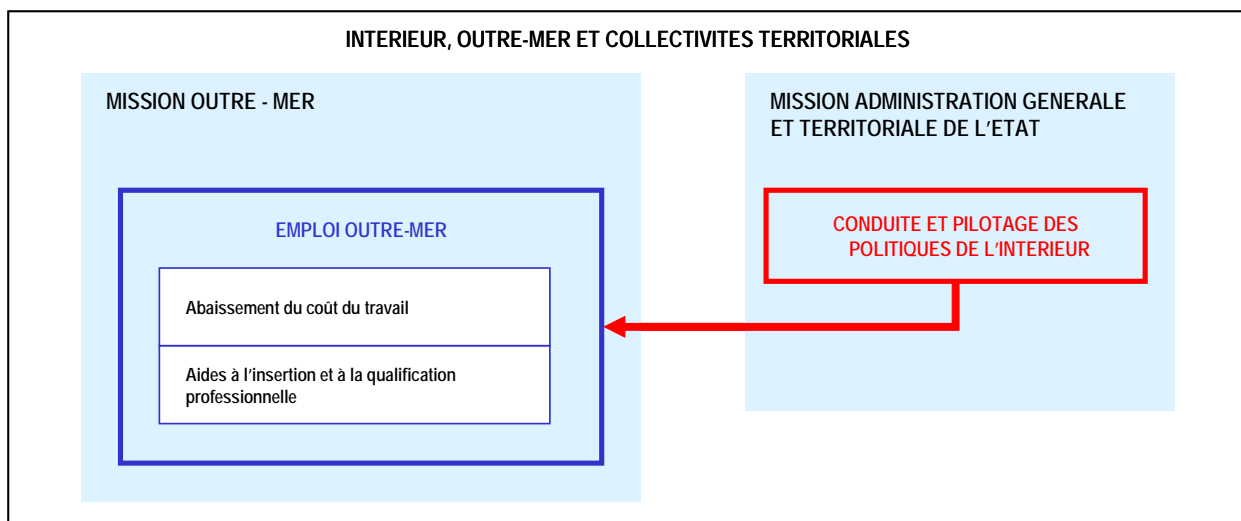 INTERIEUR, OUTRE-MER ET COLLECTIVITES TERRITORIALES
MISSION OUTRE - MER
EMPLOI OUTRE-MER
Abaissement du coût du travail
Aides à l'insertion et à la qualification
professionnelle
MISSION ADMINISTRATION GENERALE
ET TERRITORIALE DE L'ETAT
CONDUITE ET PILOTAGE DES
POLITIQUES DE L'INTERIEUR